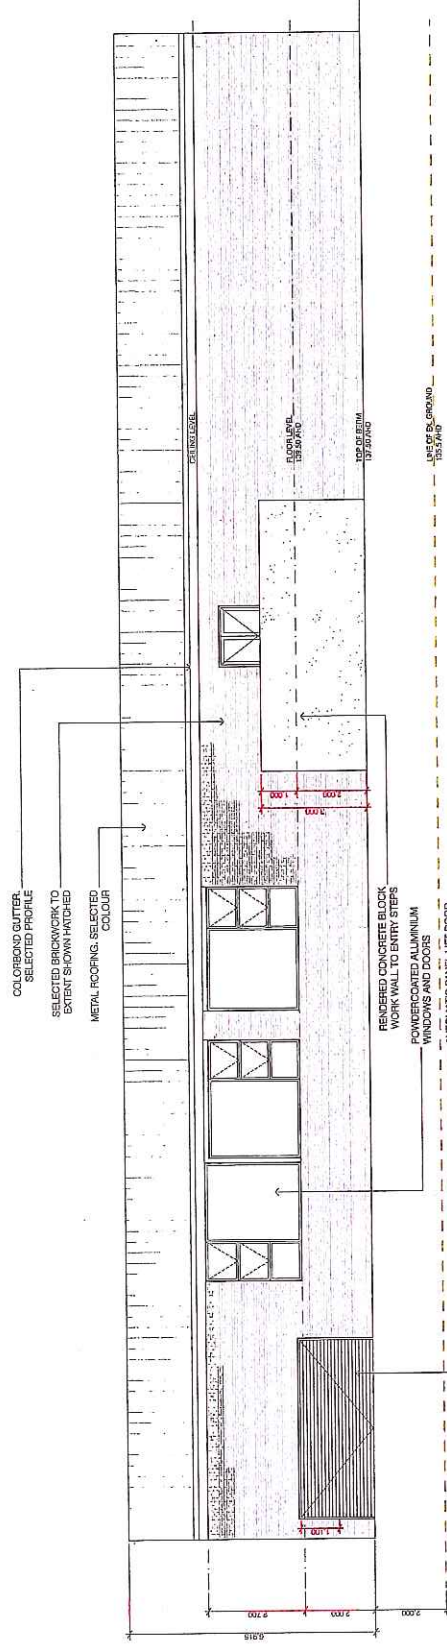 COLORBOND GUTTER.
SELECTED PROFILE
SELECTED BRICKWORK TO
EXTENT SHOWN HATCHED
METAL ROOFING. SELECTED
COLOUR
CEILING LEVEL
FLOOR LEVEL
139.50 AHD
TOP OF BERM
137.50 AHD
LINE OF EX. GROUND
135.5 AHD
1.000
2.000
3.000
RENDERED CONCRETE BLOCK
WORK WALL TO ENTRY STEPS
POWDERCOATED ALUMINIUM
WINDOWS AND DOORS
1.100
2.700
2.000
2.000
6.915